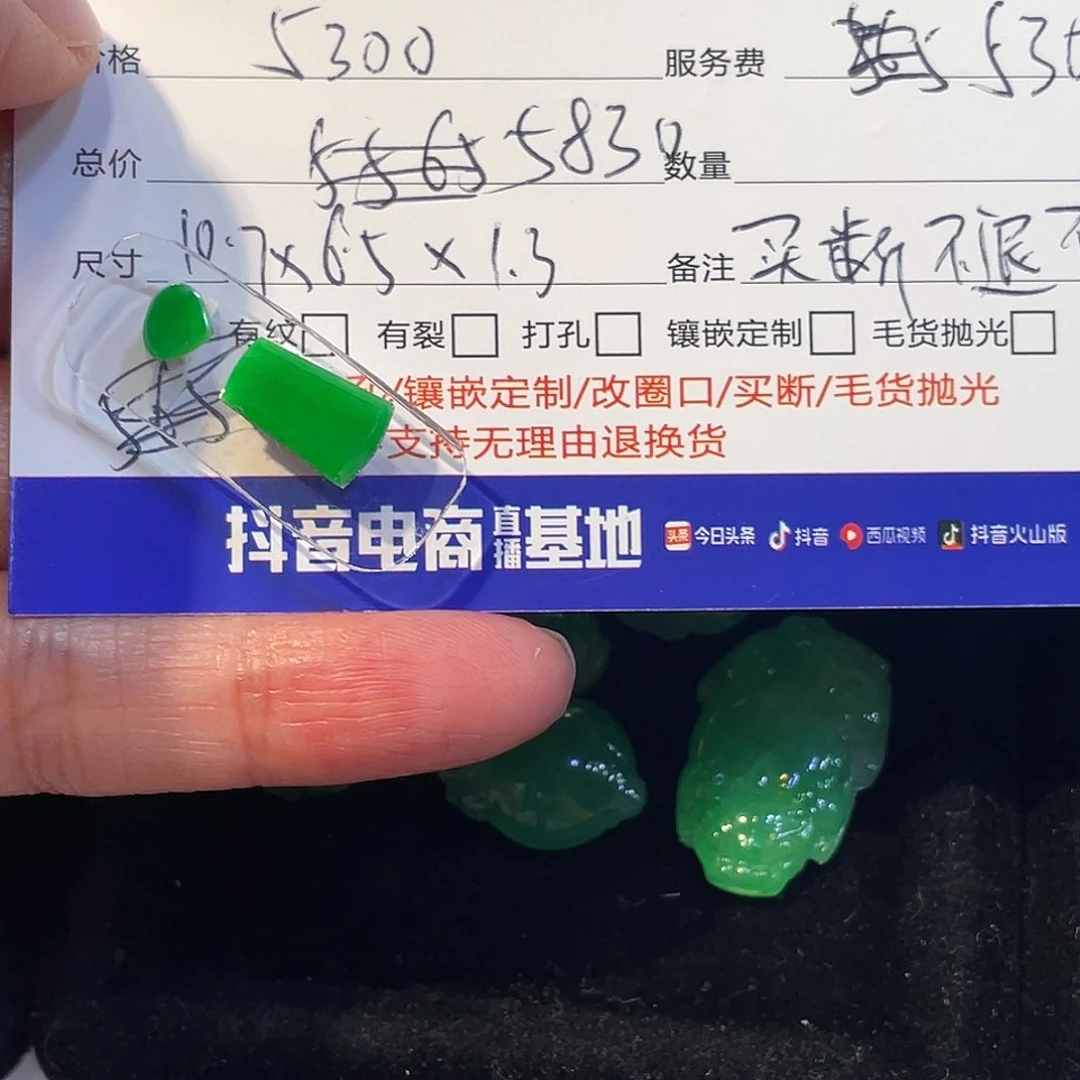 价格 5300 服务费 530
总价 5830 数量
尺寸 10.7x6.5x1.3 备注 买断不退不
有纹 有裂 打孔 镶嵌定制 毛货抛光
孔/镶嵌定制/改圈口/买断/毛货抛光
支持无理由退换货
抖音电商直播基地 今日头条 抖音 西瓜视频 抖音火山版